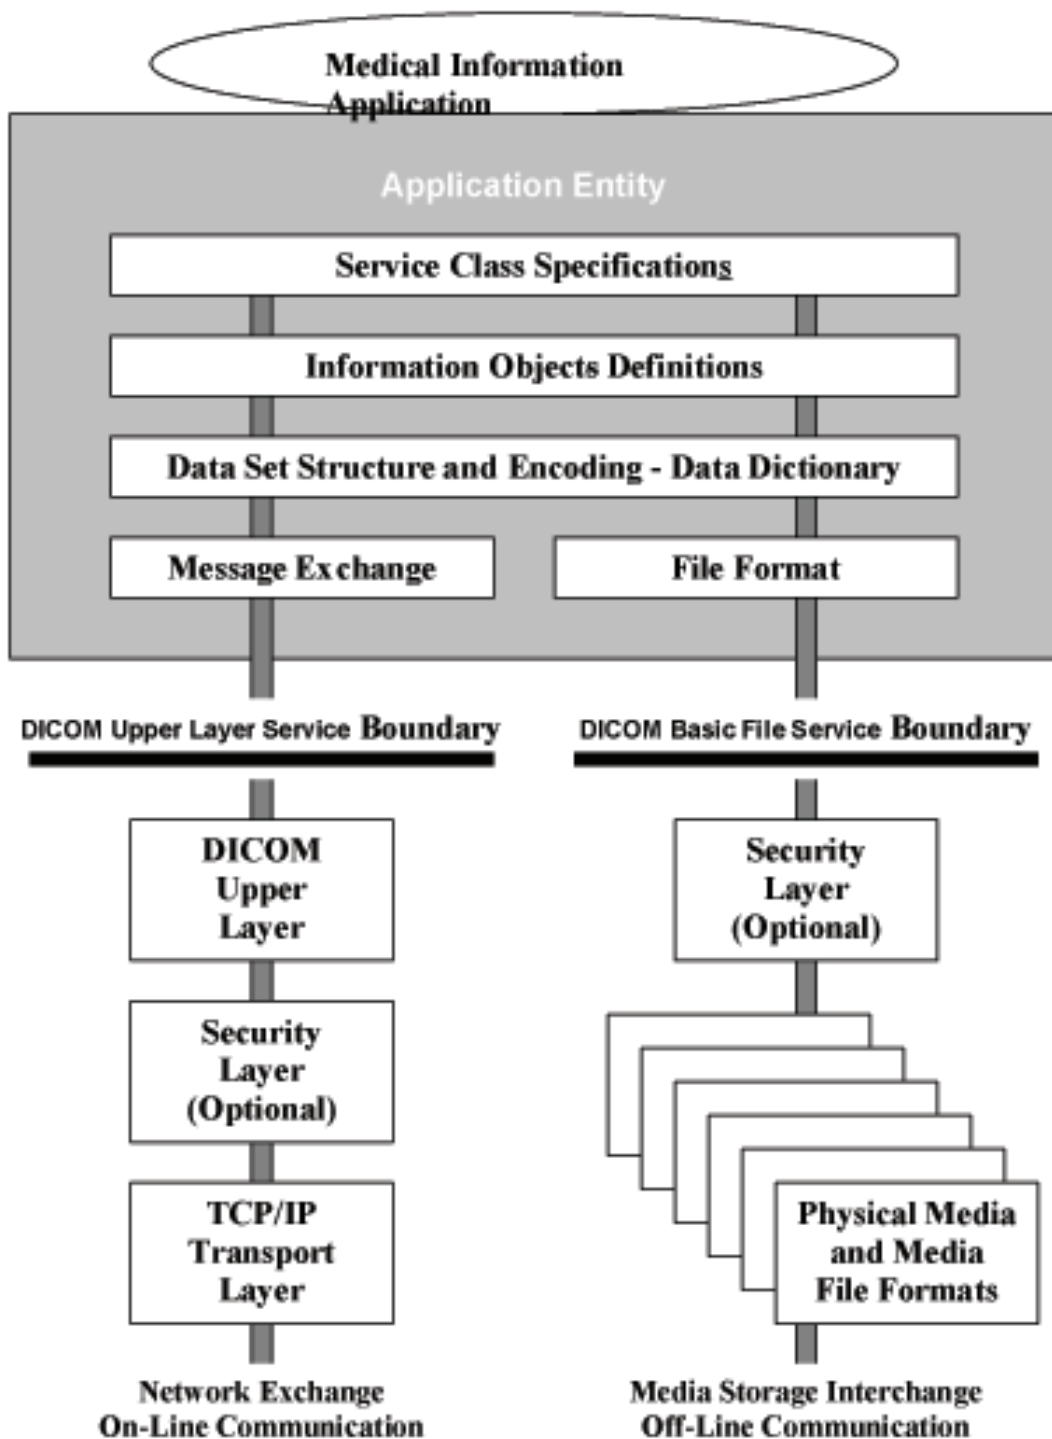 Medical Information
Application
Application Entity
Service Class Specifications
Information Objects Definitions
Data Set Structure and Encoding - Data Dictionary
Message Exchange
File Format
DICOM Upper Layer Service Boundary
DICOM Basic File Service Boundary
DICOM
Upper
Layer
Security
Layer
(Optional)
TCP/IP
Transport
Layer
Network Exchange
On-Line Communication
Security
Layer
(Optional)
Physical Media
and Media
File Formats
Media Storage Interchange
Off-Line Communication